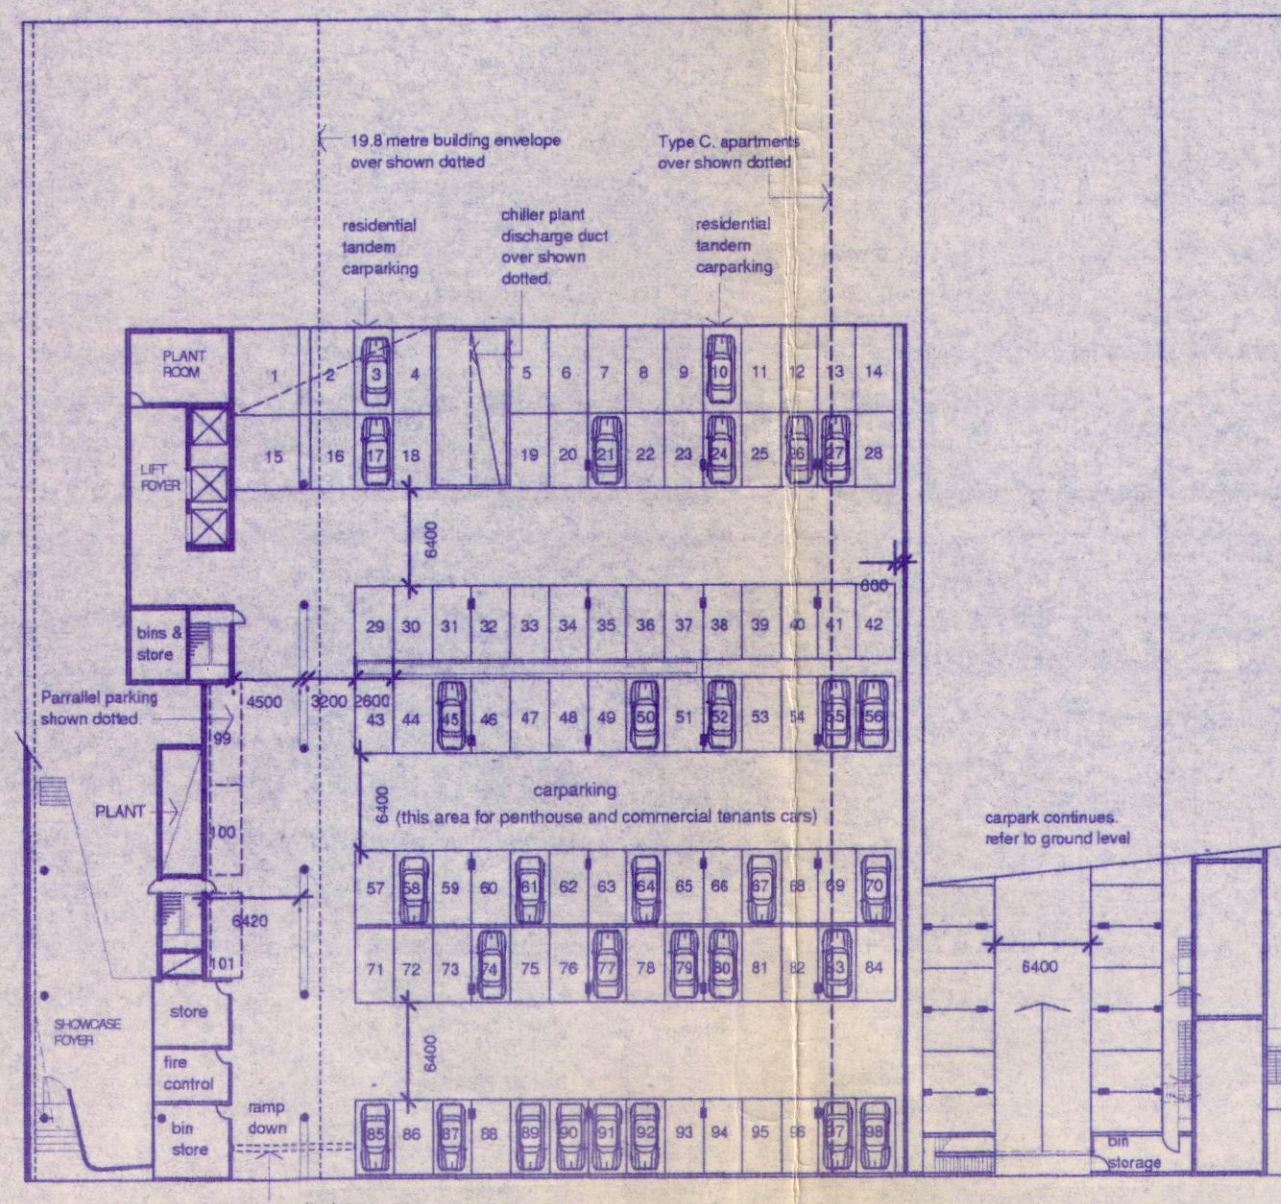 19.8 metre building envelope
over shown dotted
Type C. apartments
over shown dotted
residential
tandem
carparking
chiller plant
discharge duct
over shown
dotted.
residential
tandem
carparking
PLANT
ROOM
1 2 3 4 5 6 7 8 9 10 11 12 13 14
LIFT
FOYER
15 16 17 18 19 20 21 22 23 24 25 26 27 28
6400
600
bins &
store
29 30 31 32 33 34 35 36 37 38 39 40 41 42
Parrallel parking
shown dotted.
4500 3200 2600
43 44 45 46 47 48 49 50 51 52 53 54 55 56
99
PLANT
100
6400
carparking
(this area for penthouse and commercial tenants cars)
carpark continues.
refer to ground level
57 58 59 60 61 62 63 64 65 66 67 68 69 70
6420
101
71 72 73 74 75 76 77 78 79 80 81 82 83 84
6400
store
SHOWCASE
FOYER
fire
control
6400
ramp
down
bin
store
85 86 87 88 89 90 91 92 93 94 95 96 97 98
bin
storage